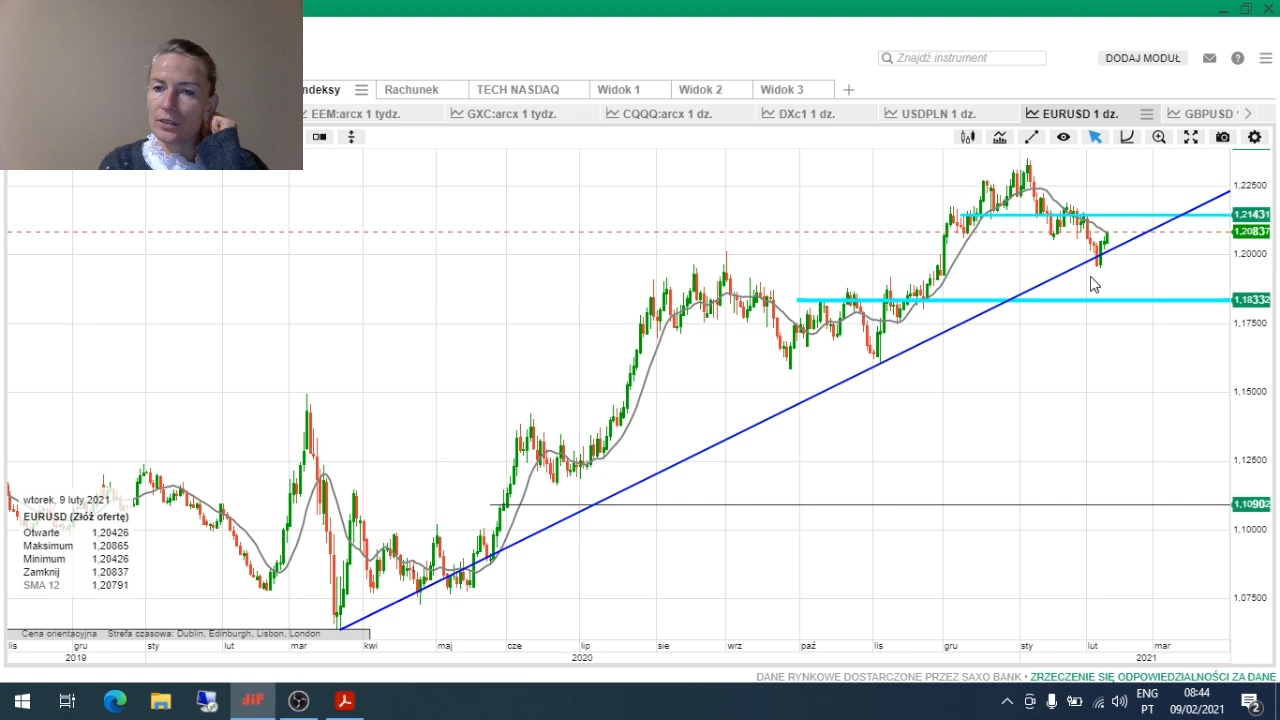 Znajdź instrument
DODAJ MODUŁ
ndeksy
Rachunek
TECH NASDAQ
Widok 1
Widok 2
Widok 3
EEM:arcx 1 tydz.
GXC:arcx 1 tydz.
CQQQ:arcx 1 dz.
DXc1 1 dz.
USDPLN 1 dz.
EURUSD 1 dz.
GBPUSD
1,22500
1,21431
1,20837
1,20000
1,18332
1,17500
1,15000
1,12500
1,10902
1,10000
1,07500
wtorek, 9 luty 2021
EURUSD (Złóż ofertę)
Otwarte 1,20426
Maksimum 1,20865
Minimum 1,20426
Zamknij 1,20837
SMA 12 1,20791
Cena orientacyjna Strefa czasowa: Dublin, Edinburgh, Lisbon, London
lis gru sty lut mar kwi maj cze lip sie wrz paź lis gru sty lut mar
2019 2020 2021
DANE RYNKOWE DOSTARCZONE PRZEZ SAXO BANK • ZRZECZENIE SIĘ ODPOWIEDZIALNOŚCI ZA DANE
diF
ENG
PT
08:44
09/02/2021
2